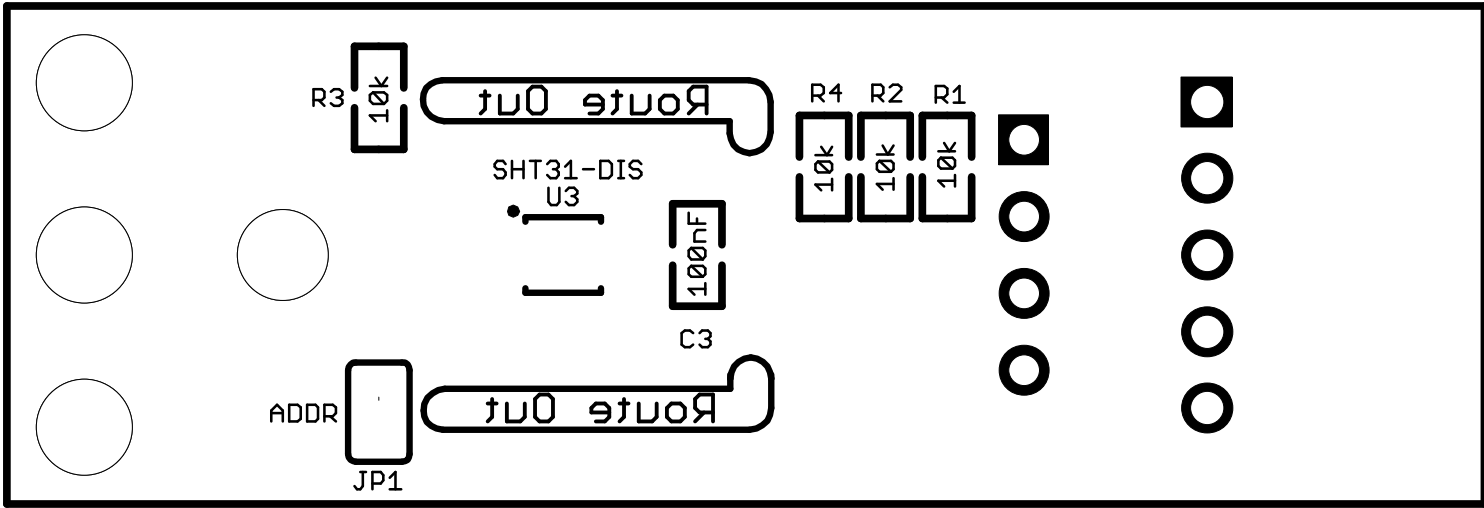 R3
10k
Route Out
R4
R2
R1
10k
10k
10k
SHT31-DIS
U3
100nF
C3
Route Out
ADDR
JP1